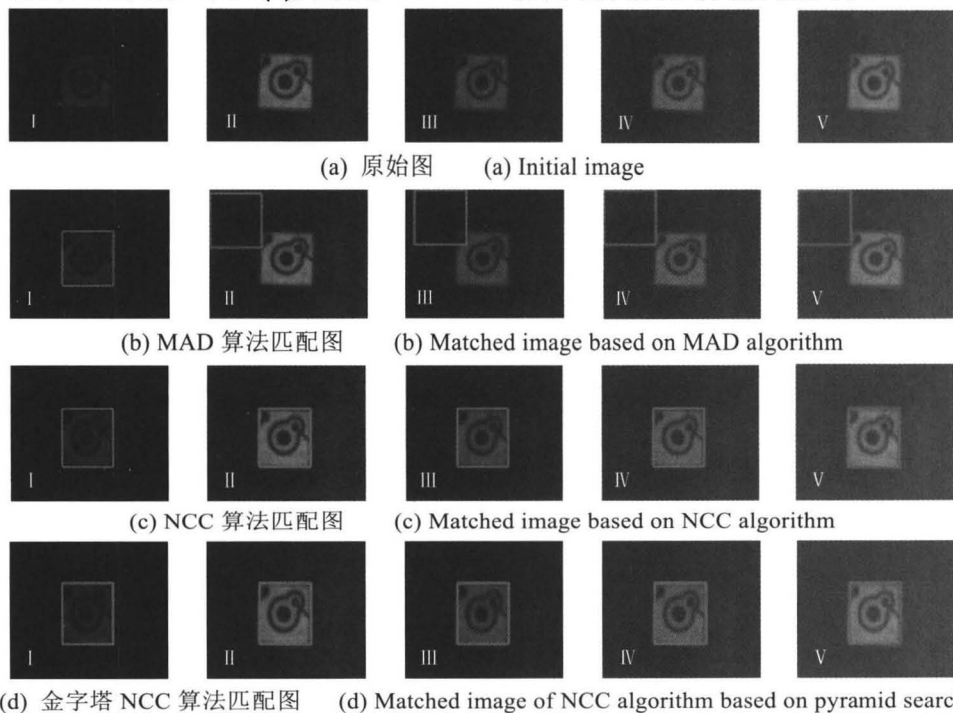 I II III IV V
(a) 原始图 (a) Initial image
I II III IV V
(b) MAD 算法匹配图 (b) Matched image based on MAD algorithm
I II III IV V
(c) NCC 算法匹配图 (c) Matched image based on NCC algorithm
I II III IV V
(d) 金字塔 NCC 算法匹配图 (d) Matched image of NCC algorithm based on pyramid searc